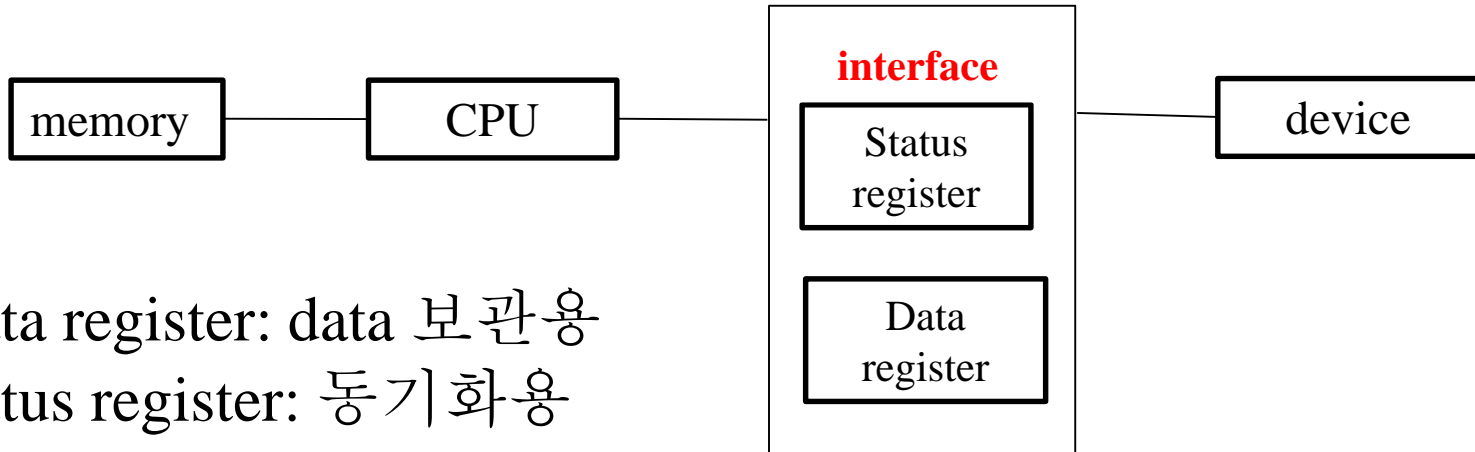 interface
memory
CPU
Status
register
device
Data
register
ta register: data 보관용
tus register: 동기화용